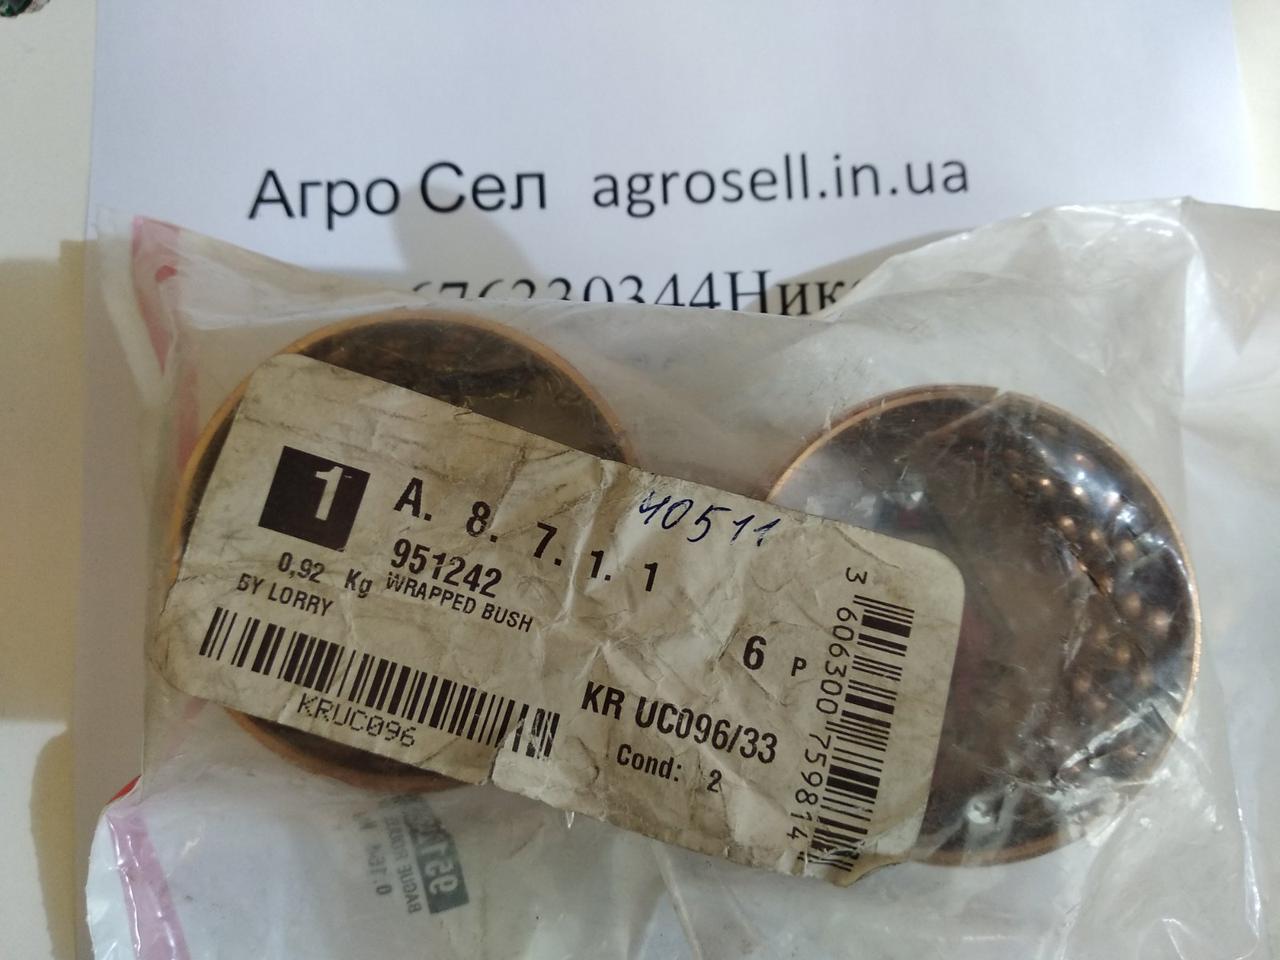 Агро Сел agrosell.in.ua
676230344Ник
1 A. 8. 7. 1. 1
40511
951242
0,92 Kg WRAPPED BUSH
BY LORRY
KRUC096
6 P
KR UC096/33
Cond: 2
3 606300 759814